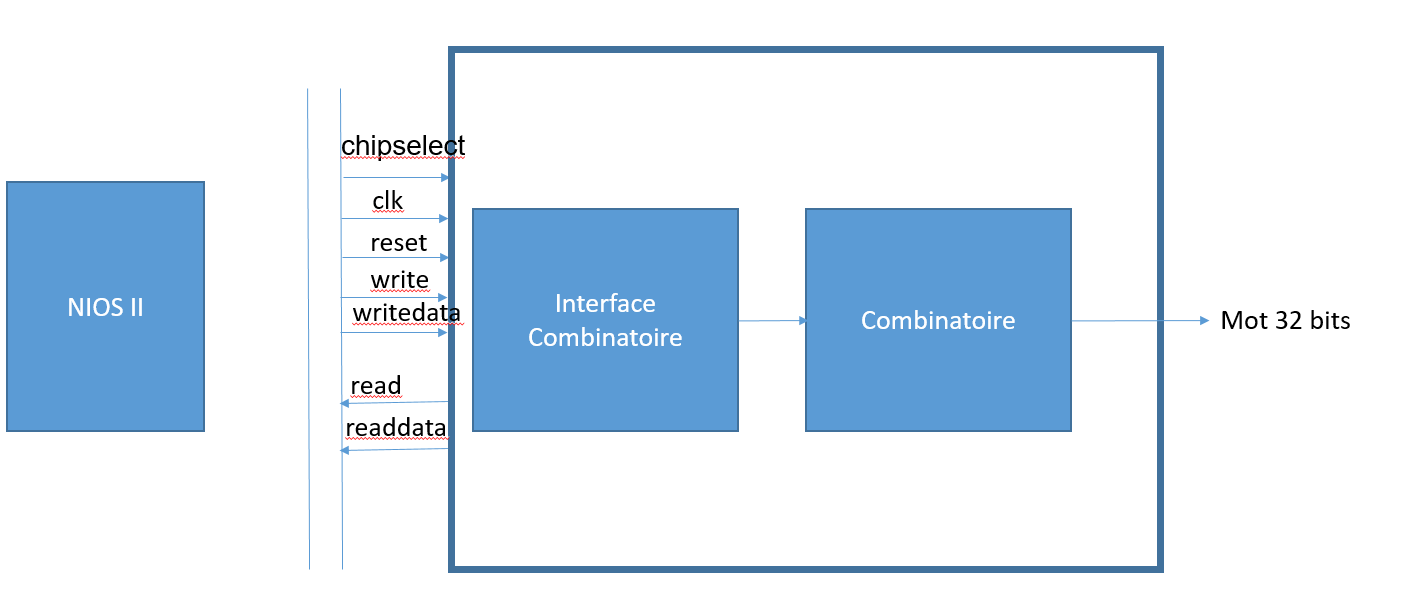 chipselect
clk
reset
write
writedata
read
readdata
NIOS II
Interface
Combinatoire
Combinatoire
Mot 32 bits